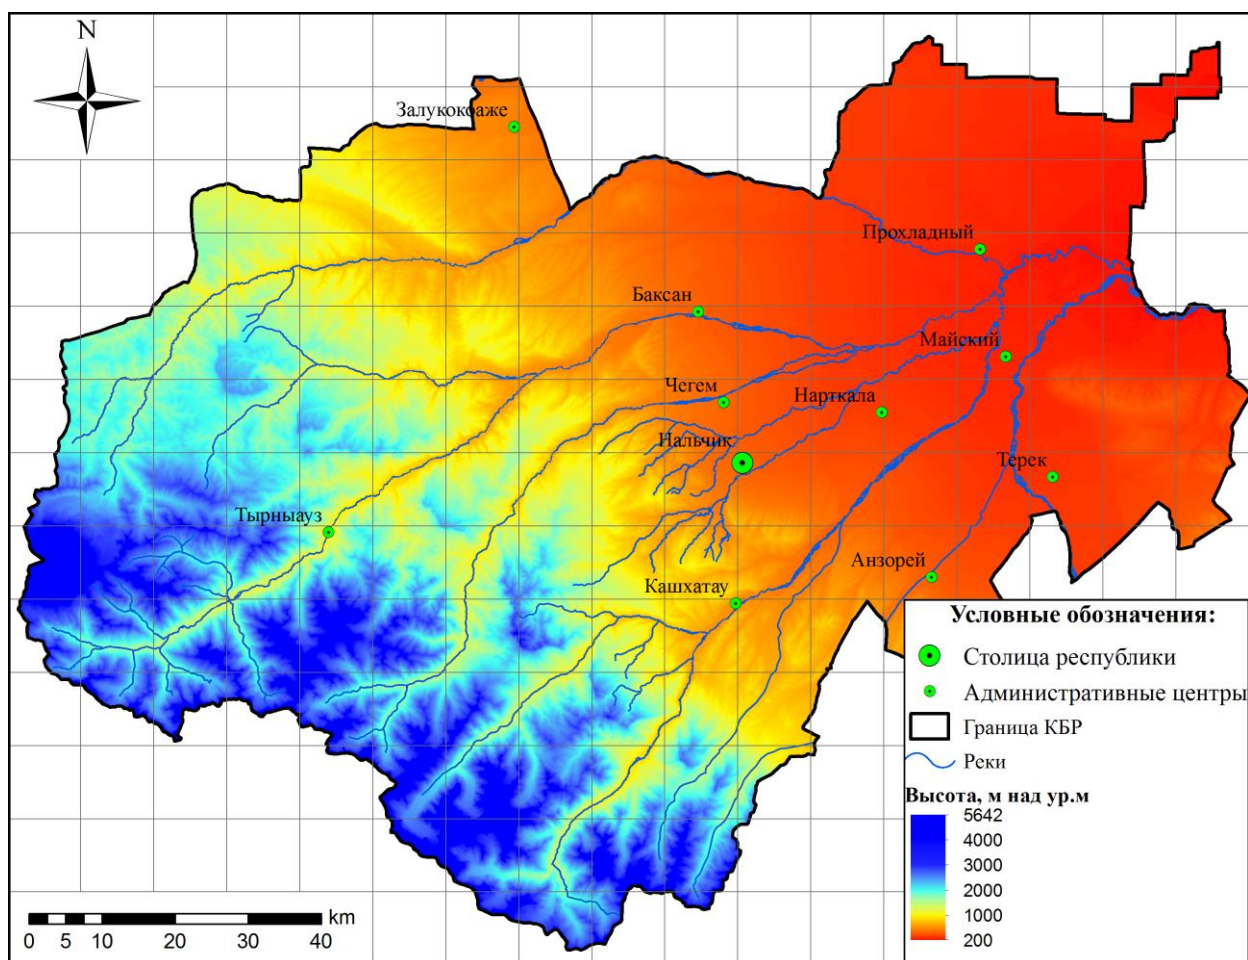 N
Залукокоаже
Прохладный
Баксан
Майский
Чегем
Нарткала
Нальчик
Терек
Тырныауз
Анзорей
Кашхатау
Условные обозначения:
Столица республики
Административные центры
Граница КБР
Реки
Высота, м над ур.м
5642
4000
3000
2000
1000
200
km
0 5 10 20 30 40